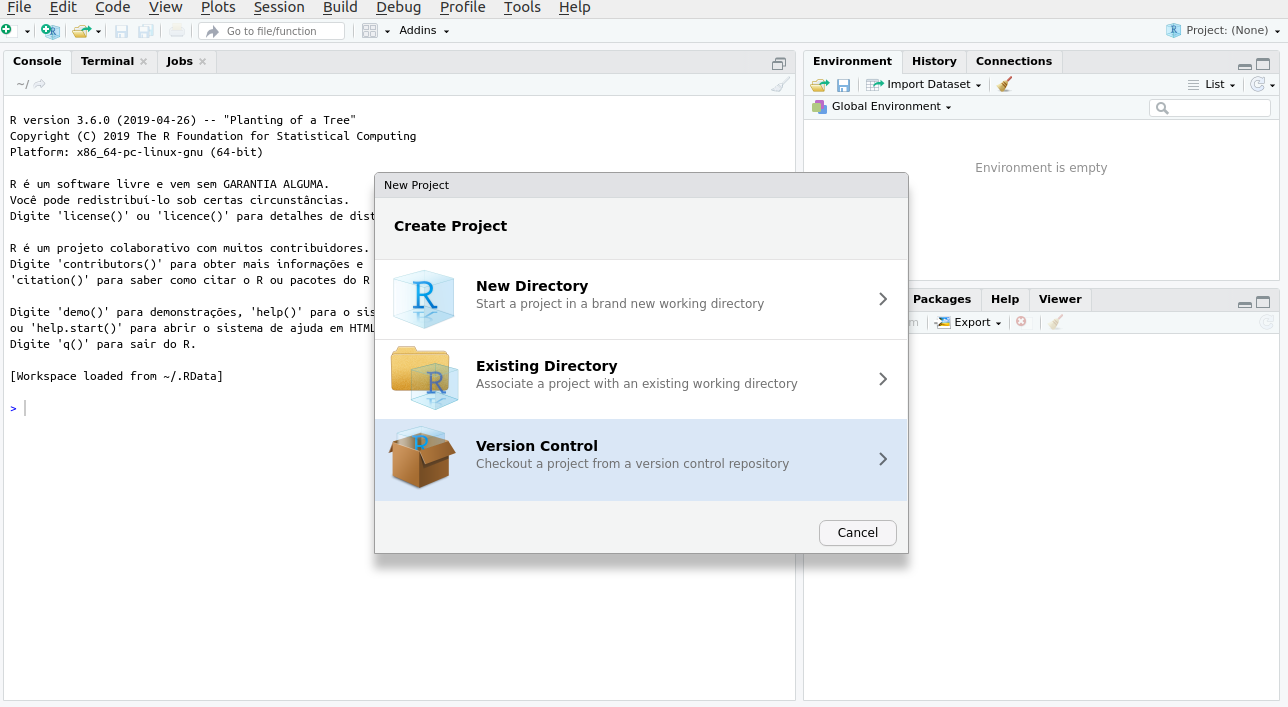 File Edit Code View Plots Session Build Debug Profile Tools Help
Go to file/function Addins Project: (None)
Console Terminal Jobs
~/
R version 3.6.0 (2019-04-26) -- "Planting of a Tree"
Copyright (C) 2019 The R Foundation for Statistical Computing
Platform: x86_64-pc-linux-gnu (64-bit)
R é um software livre e vem sem GARANTIA ALGUMA.
Você pode redistribuí-lo sob certas circunstâncias.
Digite 'license()' ou 'licence()' para detalhes de dist
R é um projeto colaborativo com muitos contribuidores.
Digite 'contributors()' para obter mais informações e
'citation()' para saber como citar o R ou pacotes do R
Digite 'demo()' para demonstrações, 'help()' para o sis
ou 'help.start()' para abrir o sistema de ajuda em HTML
Digite 'q()' para sair do R.
[Workspace loaded from ~/.RData]
>
New Project
Create Project
New Directory
Start a project in a brand new working directory
Existing Directory
Associate a project with an existing working directory
Version Control
Checkout a project from a version control repository
Cancel
Environment History Connections
Import Dataset List
Global Environment
Environment is empty
Packages Help Viewer
m Export